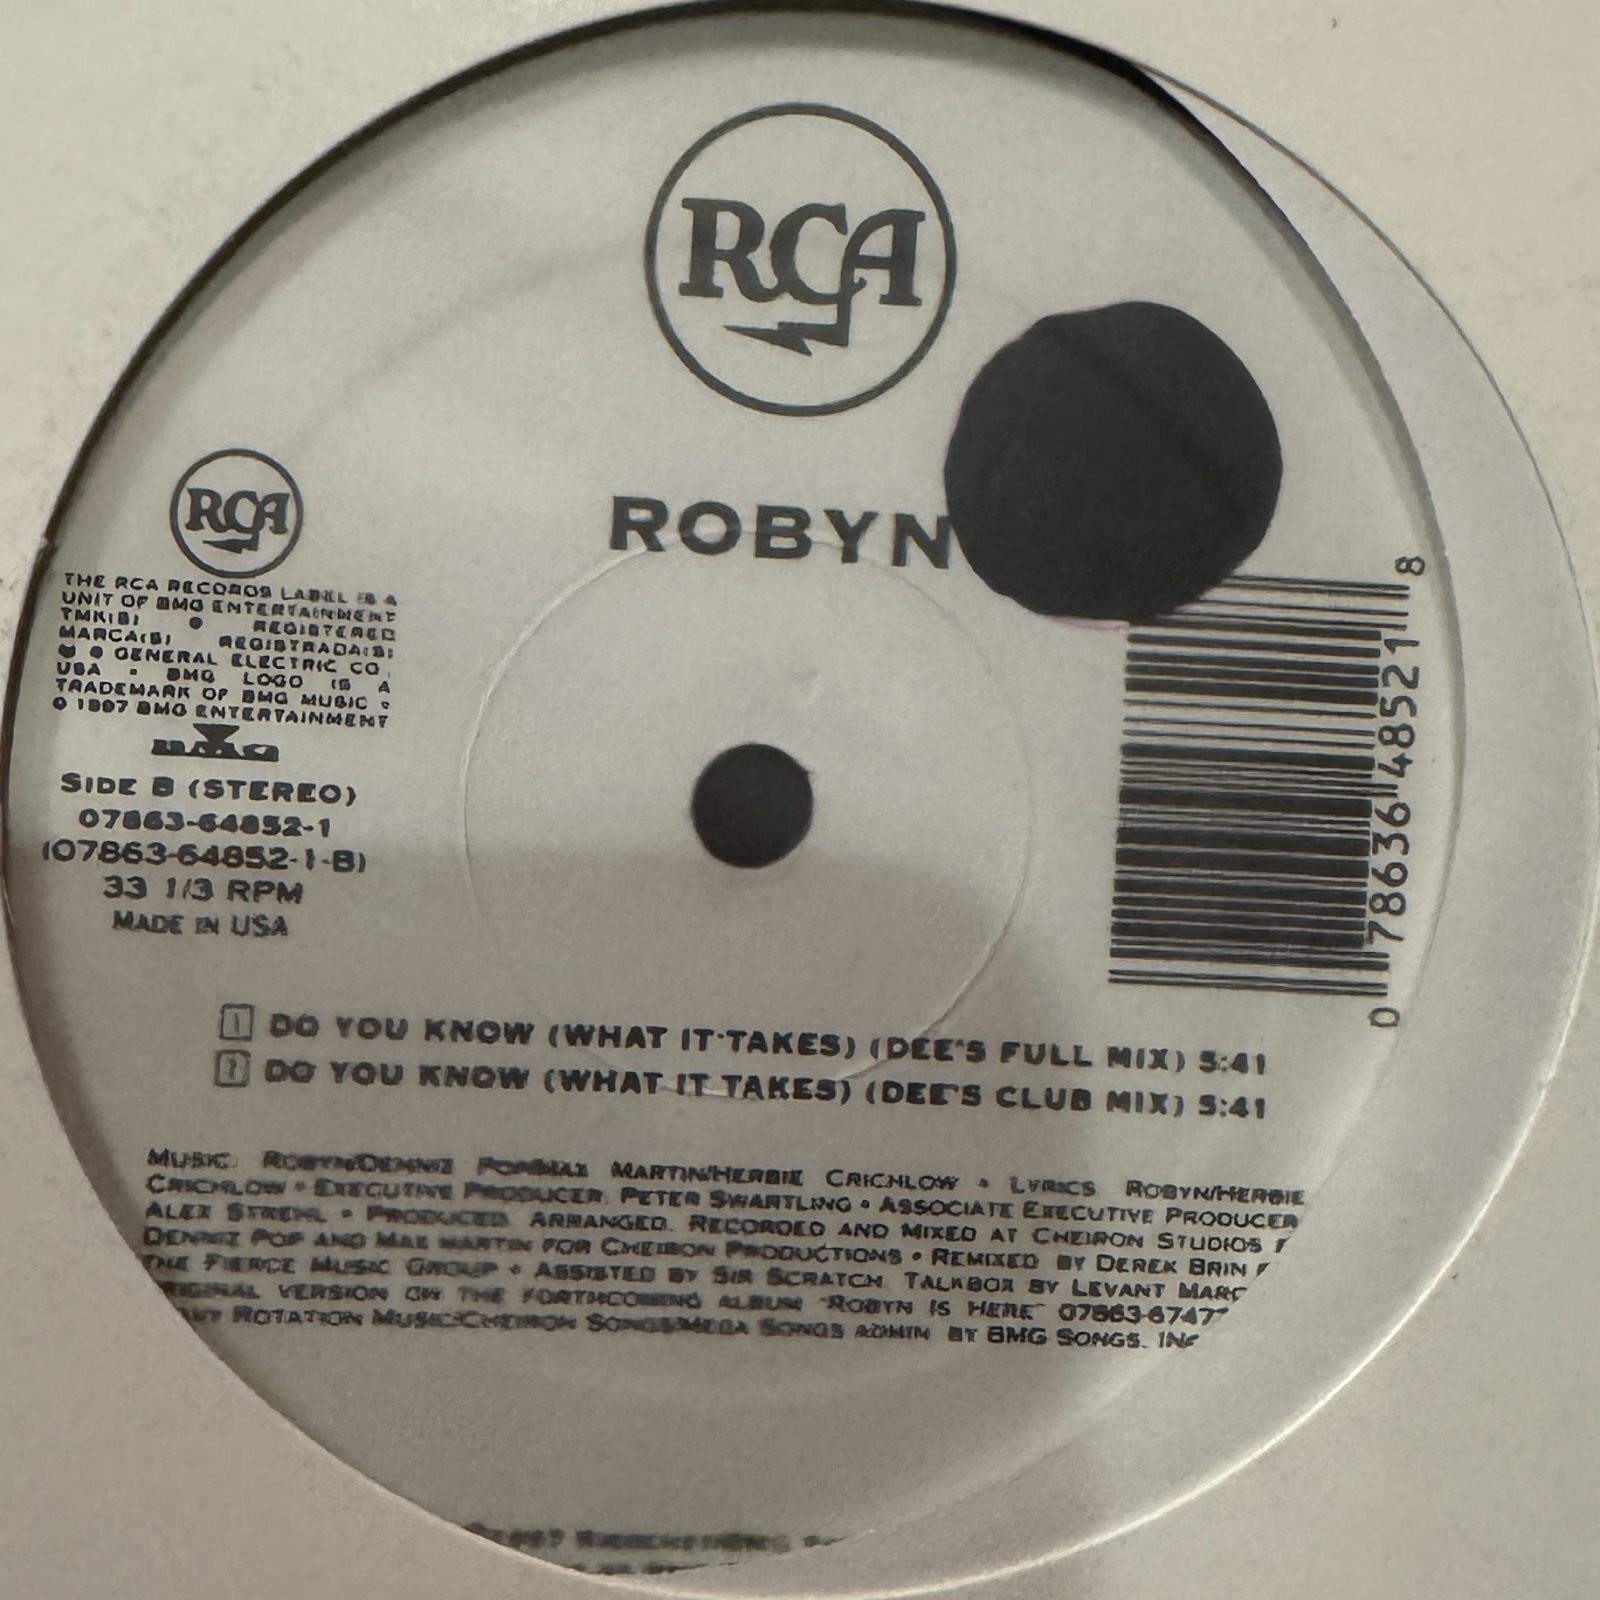 RCA
ROBYN
RCA
THE RCA RECORDS LABEL IS A
UNIT OF BMG ENTERTAINMENT
TMK(S) ® REGISTERED
MARCA(S) REGISTRADA(S)
GENERAL ELECTRIC CO.,
USA • BMG LOGO IS A
TRADEMARK OF BMG MUSIC •
© 1997 BMG ENTERTAINMENT
BMG
SIDE B (STEREO)
07863-64852-1
(07863-64852-1-B)
33 1/3 RPM
MADE IN USA
0 78636 48521 8
1 DO YOU KNOW (WHAT IT TAKES) (DEE'S FULL MIX) 5:41
2 DO YOU KNOW (WHAT IT TAKES) (DEE'S CLUB MIX) 5:41
MUSIC: ROBYN/DENNIZ POP/MAX MARTIN/HERBIE CRICHLOW • LYRICS: ROBYN/HERBIE
CRICHLOW • EXECUTIVE PRODUCER: PETER SWARTLING • ASSOCIATE EXECUTIVE PRODUCER
ALEX STREHL • PRODUCED, ARRANGED, RECORDED AND MIXED AT CHEIRON STUDIOS
DENNIZ POP AND MAX MARTIN FOR CHEIRON PRODUCTIONS • REMIXED BY DEREK BRIN
THE FIERCE MUSIC GROUP • ASSISTED BY SIR SCRATCH, TALKBOX BY LEVANT MARC
ORIGINAL VERSION ON THE FORTHCOMING ALBUM "ROBYN IS HERE" 07863-6747
ROTATION MUSIC/CHEIRON SONGS/MEGA SONGS ADMIN. BY BMG SONGS, INC